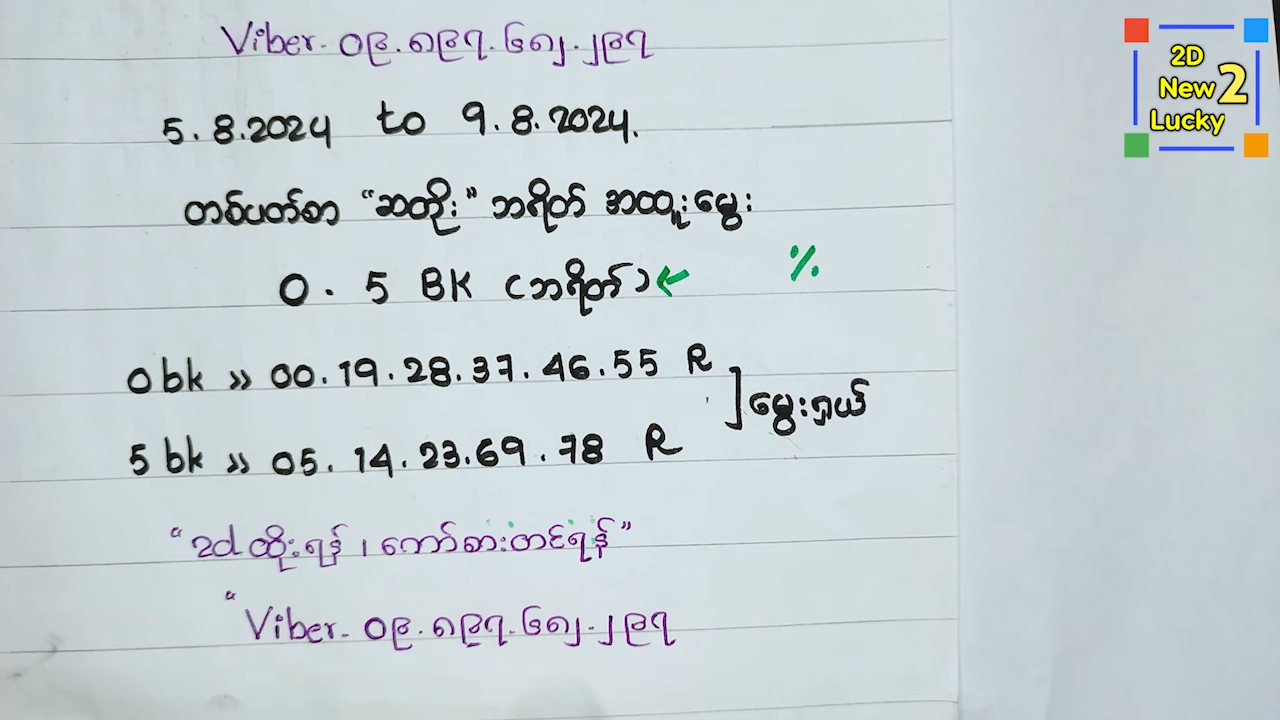 Viber- ၀၉.၈၉၇.၆၈၂.၂၉၇
5.8.2024 to 9.8.2024.
တစ်ပတ်စာ "ဆတိုး" ဘရိတ် အထူးမွေး
0.5 BK (ဘရိတ်)← %
0 bk » 00.19.28.37.46.55 R
] မွေးရှယ်
5 bk » 05.14.23.69.78 R
"2d ထိုးရန်၊ ကော်စားတင်ရန်"
"Viber- ၀၉.၈၉၇.၆၈၂.၂၉၇
2D
New 2
Lucky